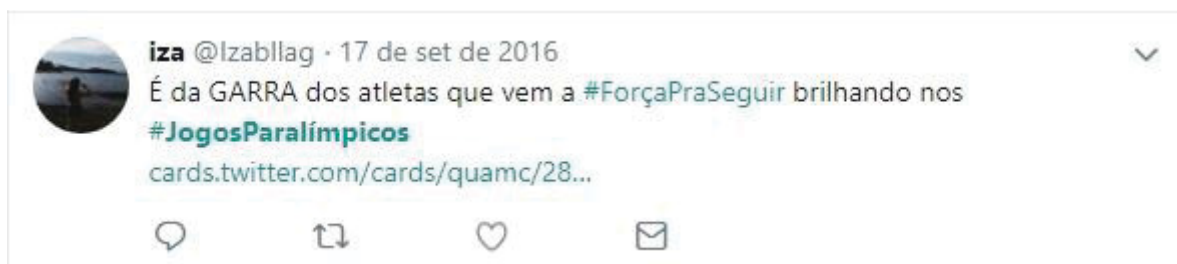 iza @Izabllag · 17 de set de 2016
É da GARRA dos atletas que vem a #ForçaPraSeguir brilhando nos
#JogosParalímpicos
cards.twitter.com/cards/quamc/28...